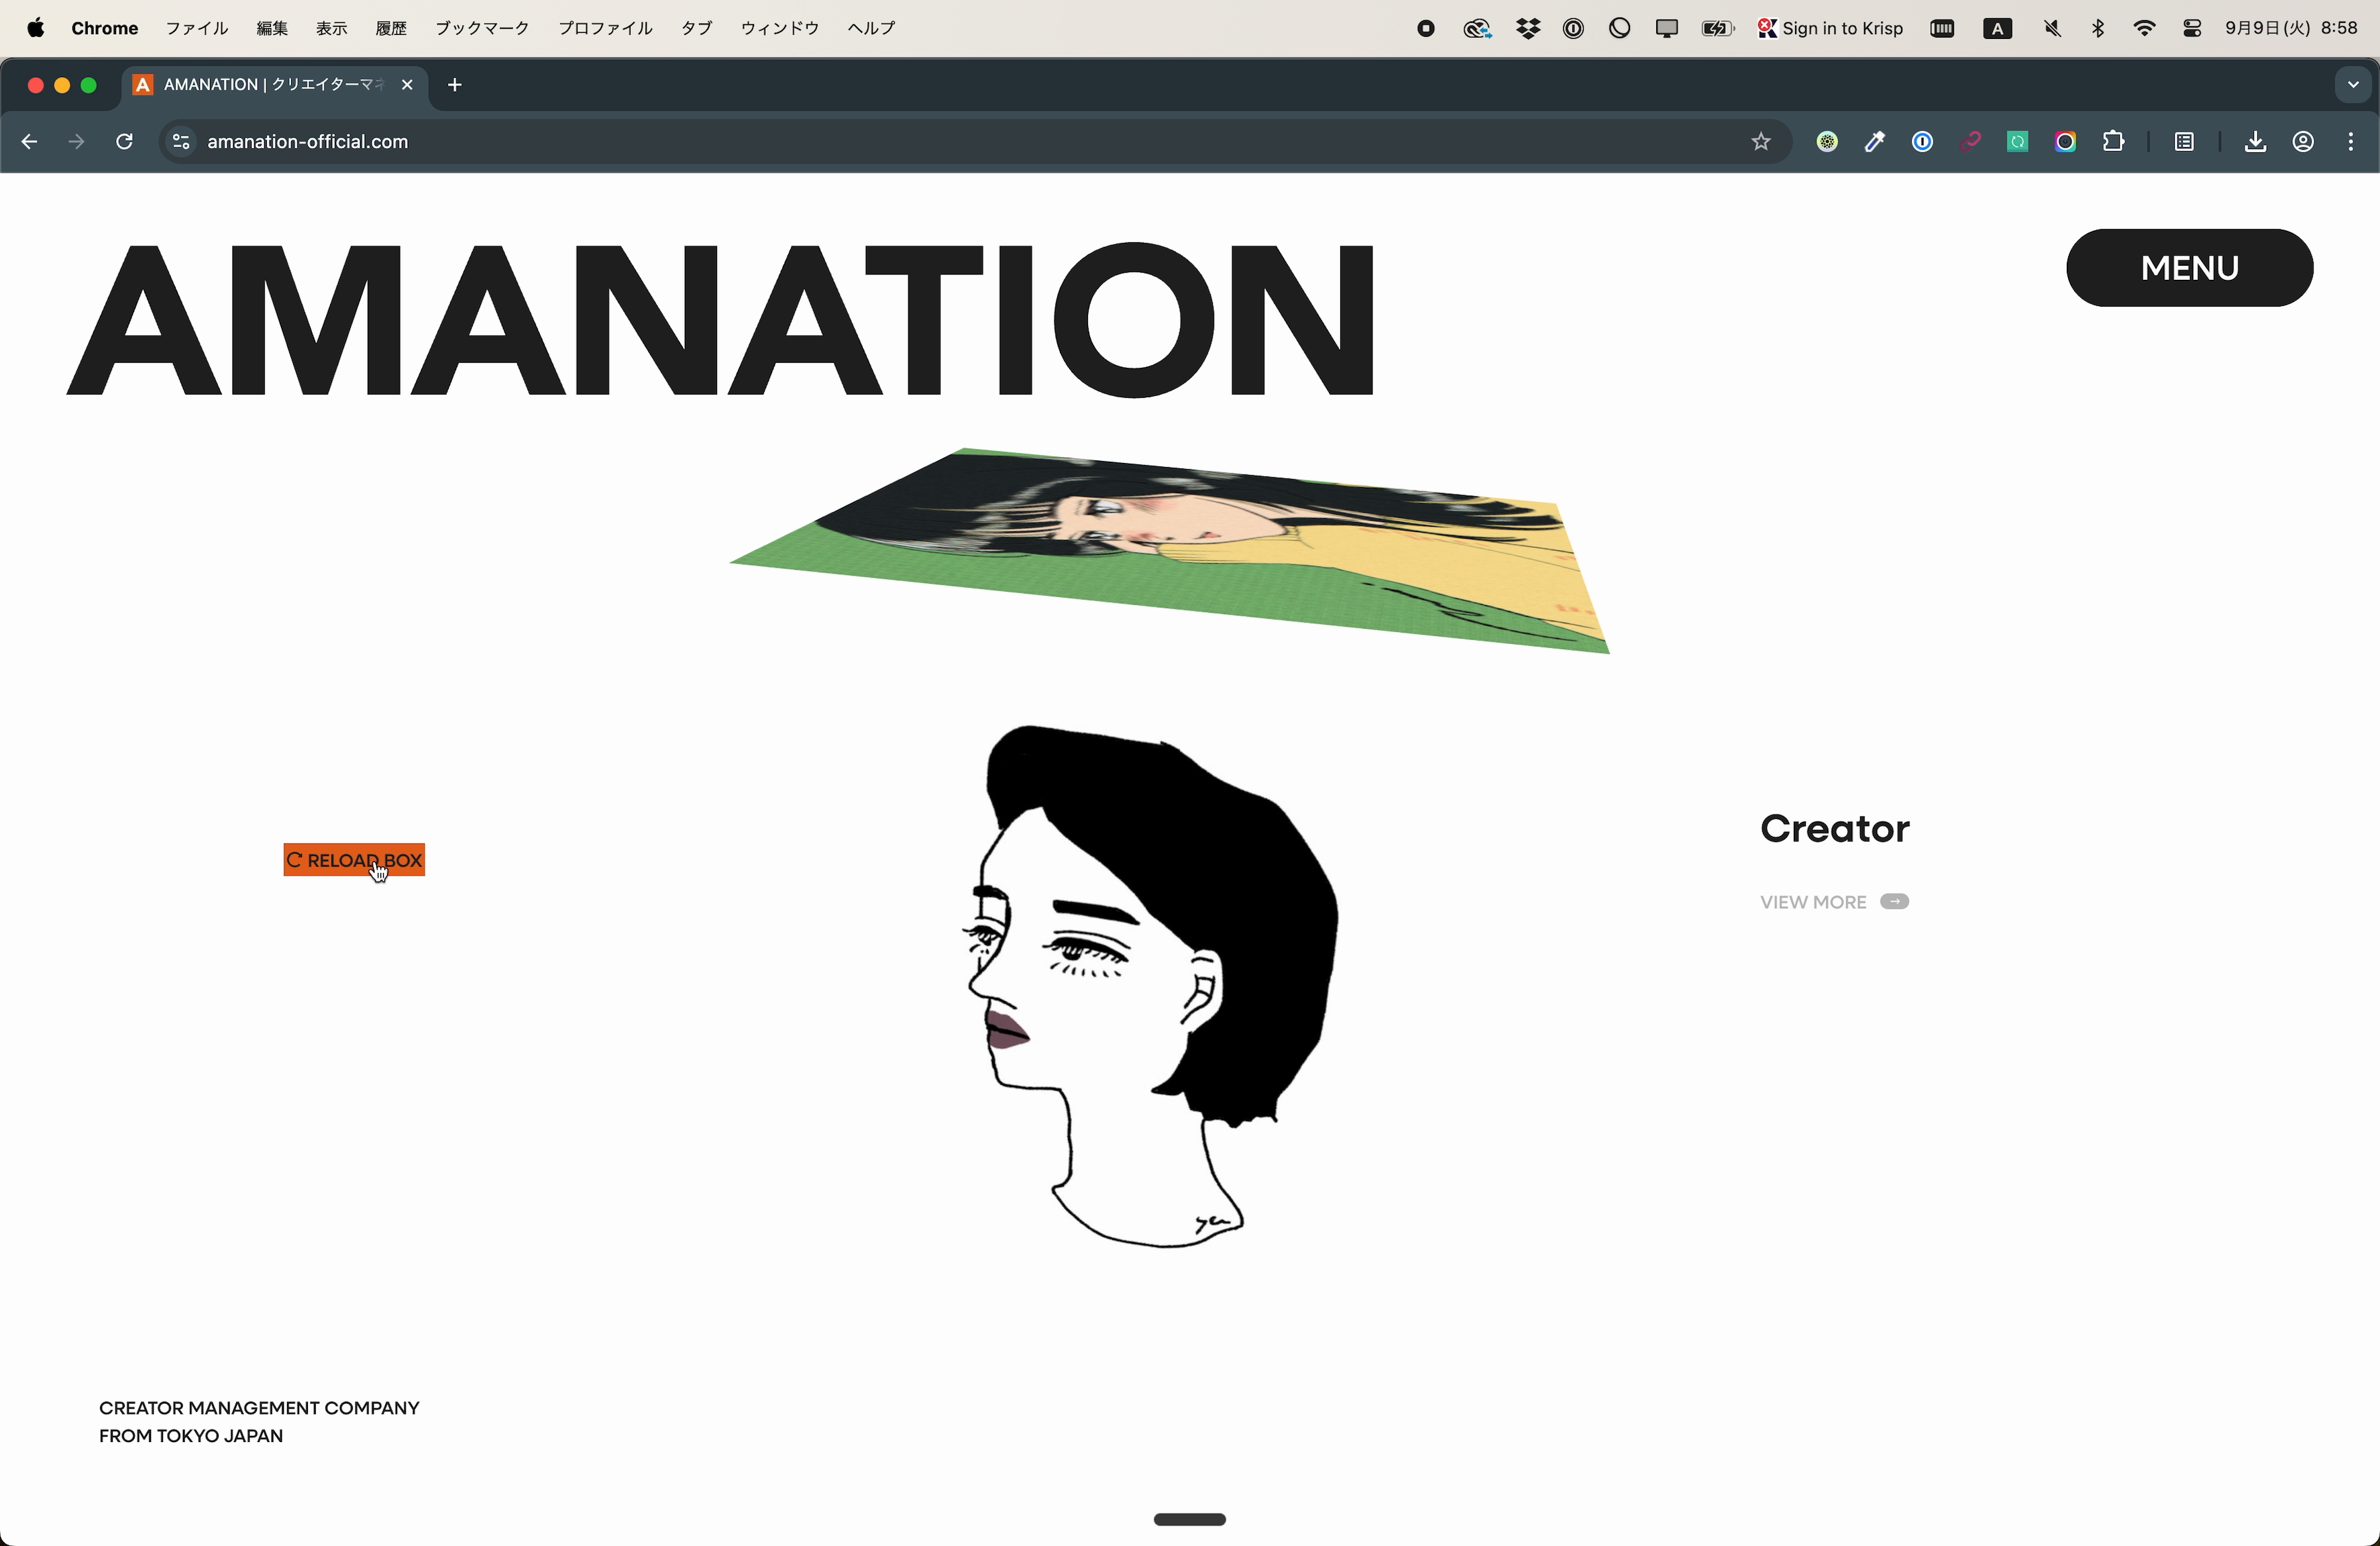 Chrome ファイル 編集 表示 履歴 ブックマーク プロファイル タブ ウィンドウ ヘルプ Sign in to Krisp A 9月9日(火) 8:58
A AMANATION | クリエイターマネ
amanation-official.com
AMANATION
MENU
Creator
RELOAD BOX
VIEW MORE →
CREATOR MANAGEMENT COMPANY
FROM TOKYO JAPAN